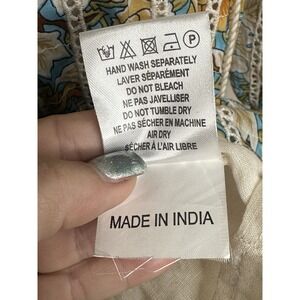 HAND WASH SEPARATELY
LAVER SÉPARÉMENT
DO NOT BLEACH
NE PAS JAVELLISER
DO NOT TUMBLE DRY
NE PAS SÉCHER EN MACHINE
AIR DRY
SÉCHER À L'AIR LIBRE
MADE IN INDIA